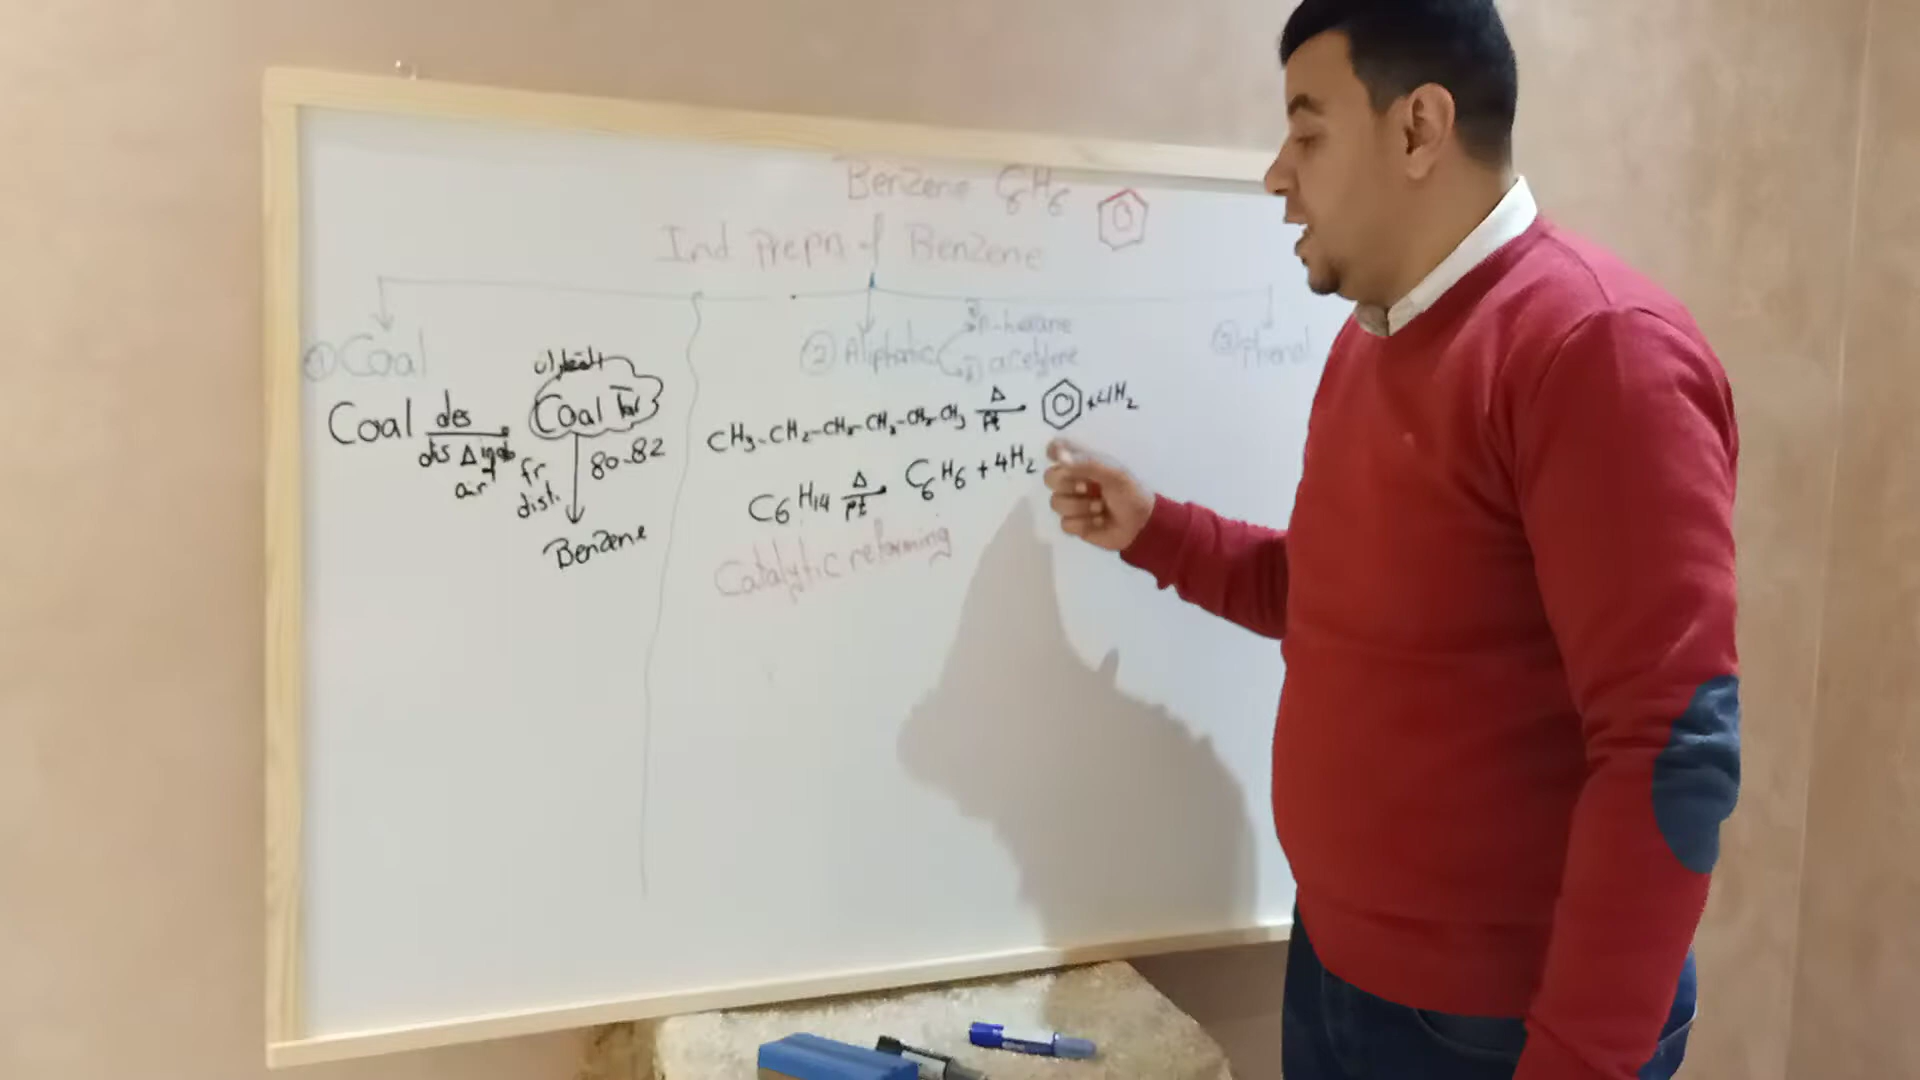 Benzene C6H6
Ind prepn of Benzene
① Coal
Coal des dis Δ in ab air
Coal Tar
fr. dist. 80-82
Benzene
② Aliphatic
n-hexane
acetylene
CH3-CH2-CH2-CH2-CH2-CH3 Δ Pt +4H2
C6H14 Δ pt C6H6 + 4H2
Catalytic reforming
③ Phenol